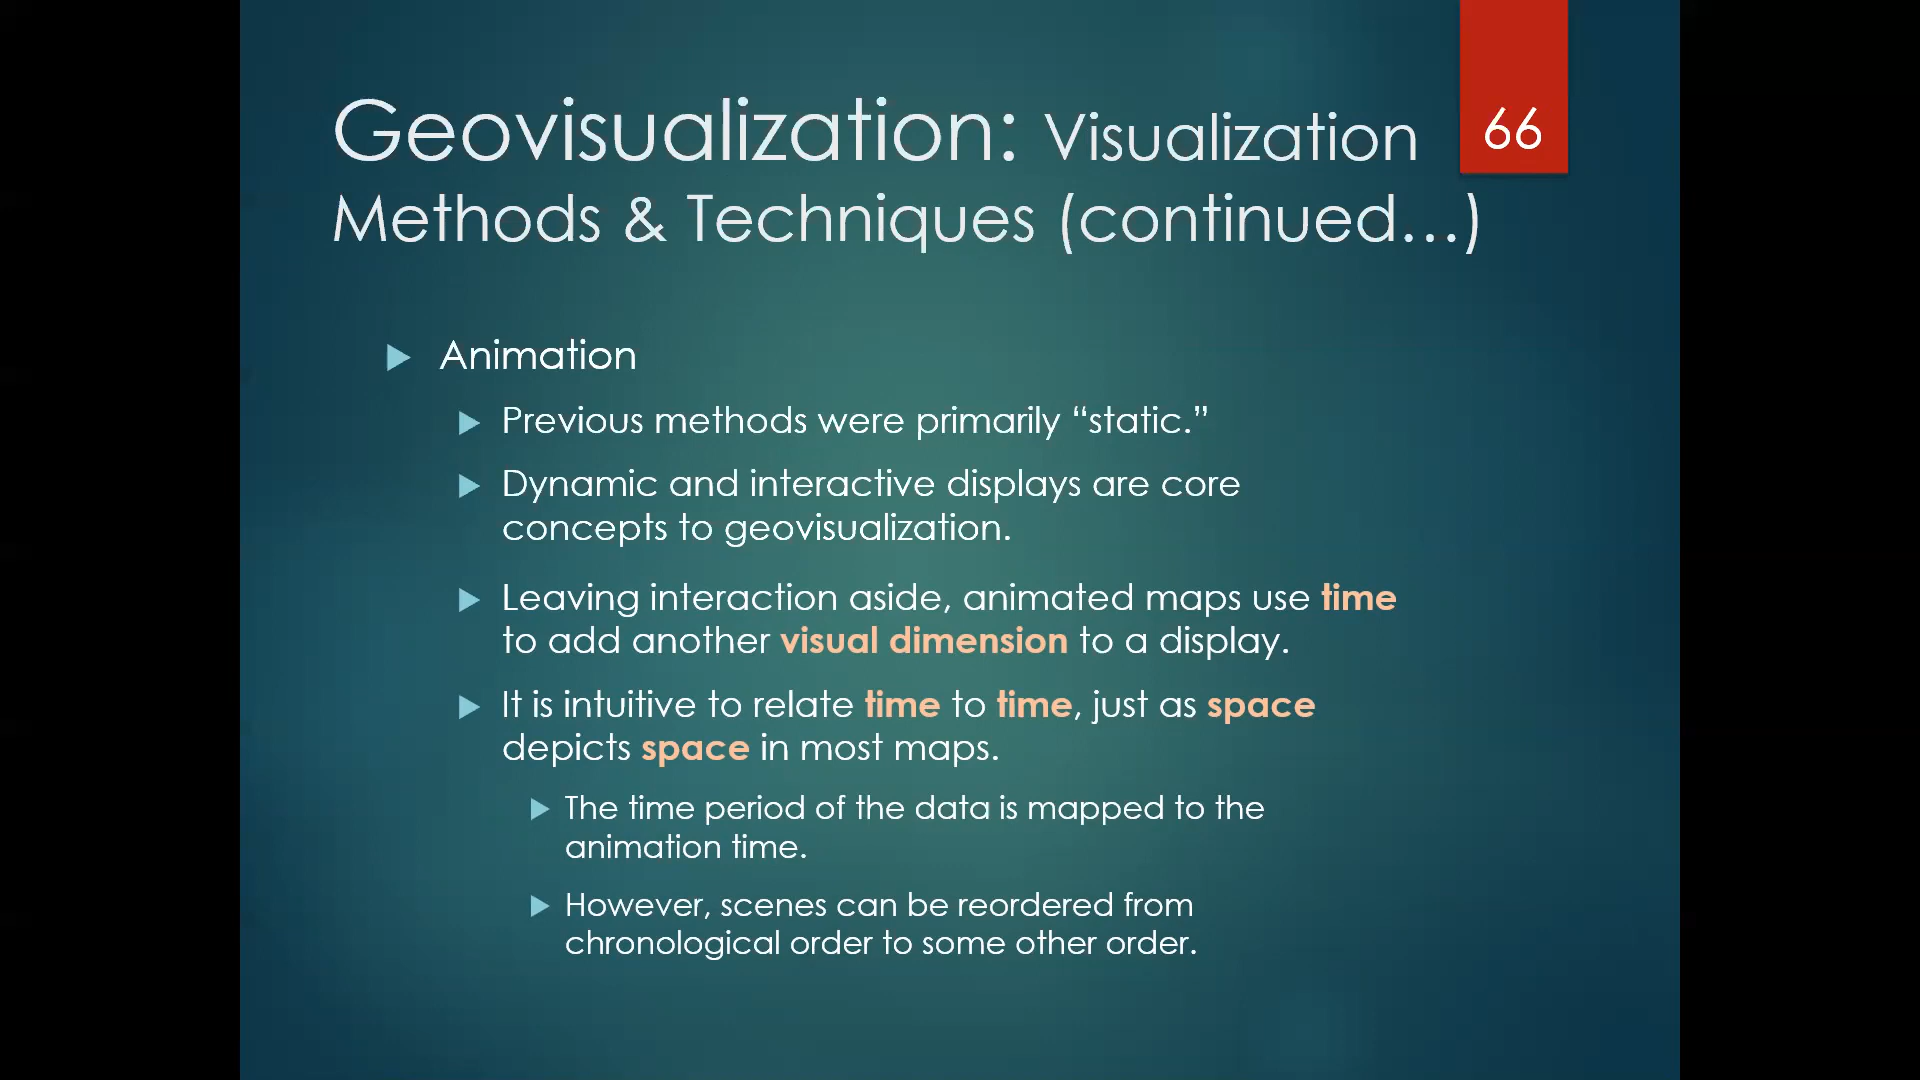 Geovisualization: Visualization
66
Methods & Techniques (continued…)
Animation
Previous methods were primarily “static.”
Dynamic and interactive displays are core
concepts to geovisualization.
Leaving interaction aside, animated maps use time
to add another visual dimension to a display.
It is intuitive to relate time to time, just as space
depicts space in most maps.
The time period of the data is mapped to the
animation time.
However, scenes can be reordered from
chronological order to some other order.